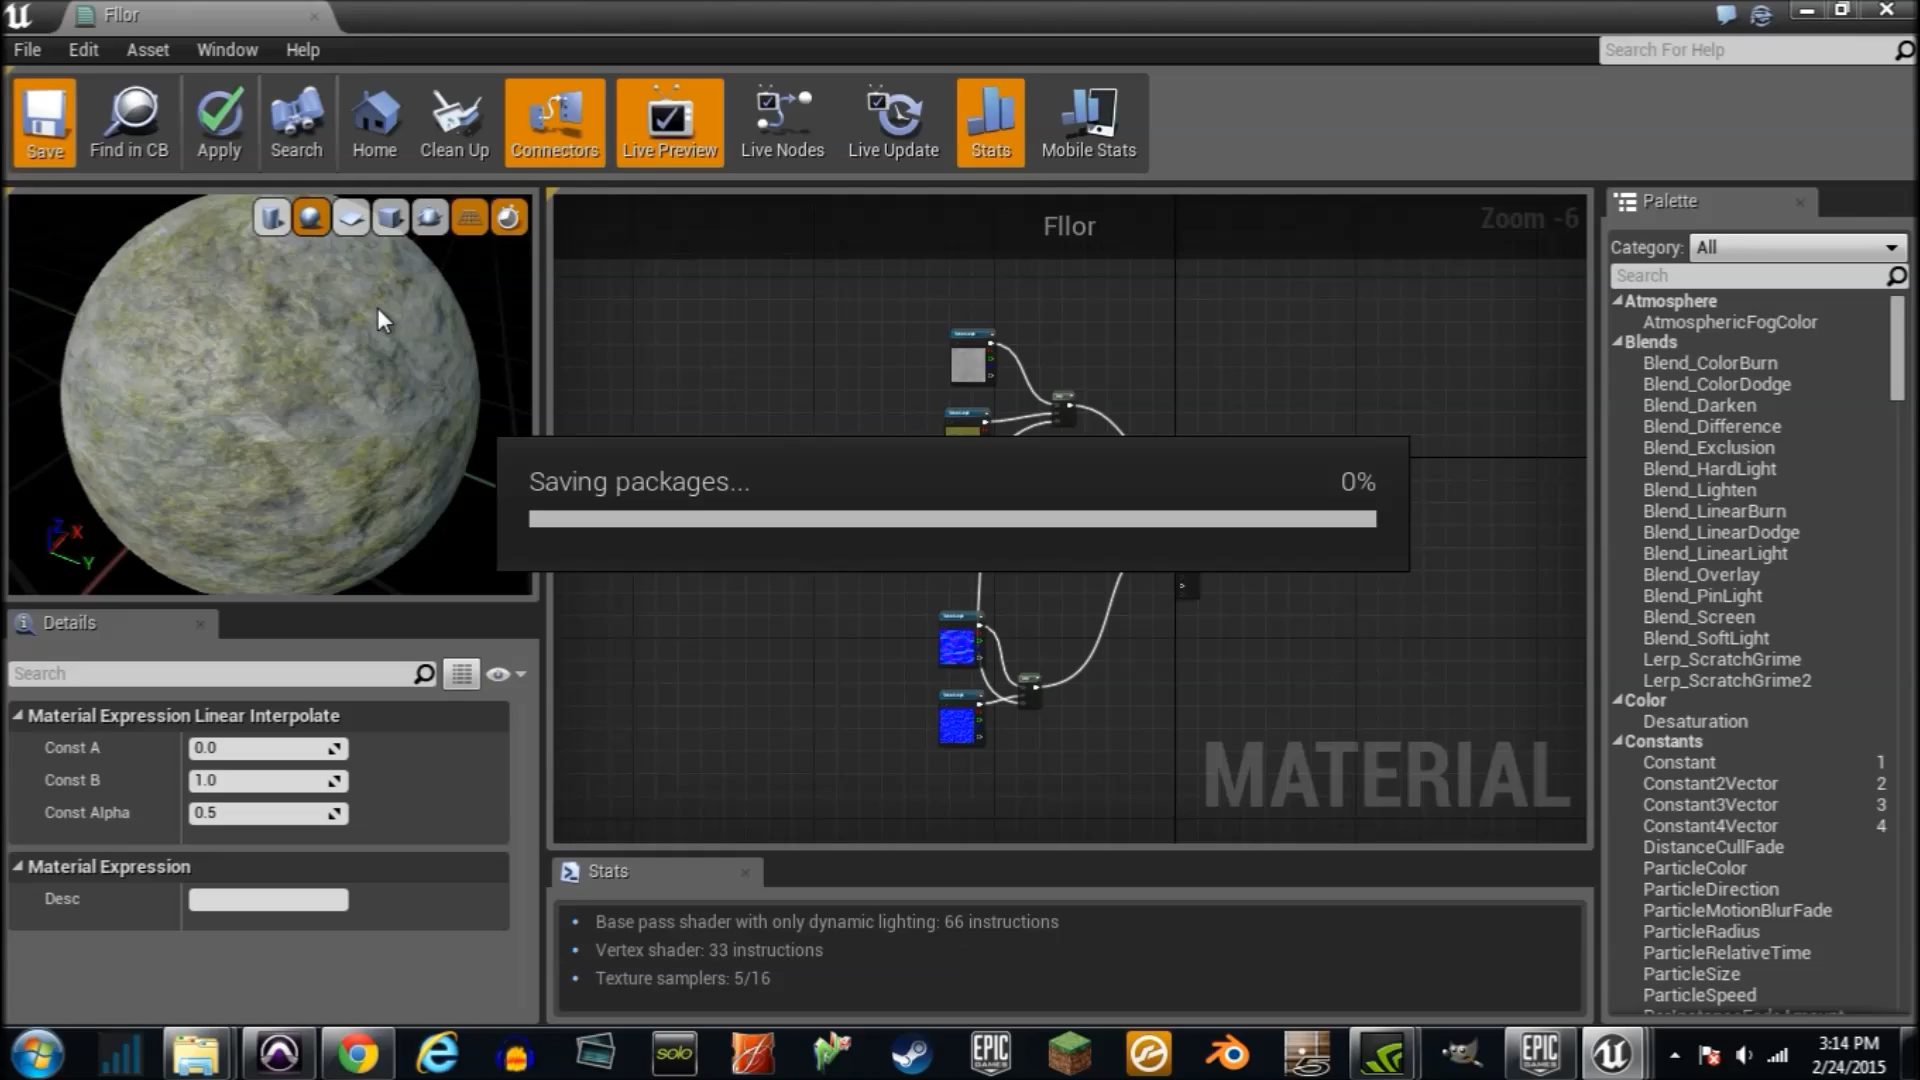 Fllor
File Edit Asset Window Help
Search For Help
Save Find in CB Apply Search Home Clean Up Connectors Live Preview Live Nodes Live Update Stats Mobile Stats
Fllor
Zoom -6
Palette
Category: All
Search
Atmosphere
AtmosphericFogColor
Blends
Blend_ColorBurn
Blend_ColorDodge
Blend_Darken
Blend_Difference
Blend_Exclusion
Blend_HardLight
Blend_Lighten
Blend_LinearBurn
Blend_LinearDodge
Blend_LinearLight
Blend_Overlay
Blend_PinLight
Blend_Screen
Blend_SoftLight
Lerp_ScratchGrime
Lerp_ScratchGrime2
Color
Desaturation
Constants
Constant 1
Constant2Vector 2
Constant3Vector 3
Constant4Vector 4
DistanceCullFade
ParticleColor
ParticleDirection
ParticleMotionBlurFade
ParticleRadius
ParticleRelativeTime
ParticleSize
ParticleSpeed
Saving packages... 0%
Z X
Y
MATERIAL
Details
Search
Material Expression Linear Interpolate
Const A 0.0
Const B 1.0
Const Alpha 0.5
Material Expression
Desc
Stats
• Base pass shader with only dynamic lighting: 66 instructions
• Vertex shader: 33 instructions
• Texture samplers: 5/16
solo
EPIC GAMES
EPIC GAMES
3:14 PM
2/24/2015